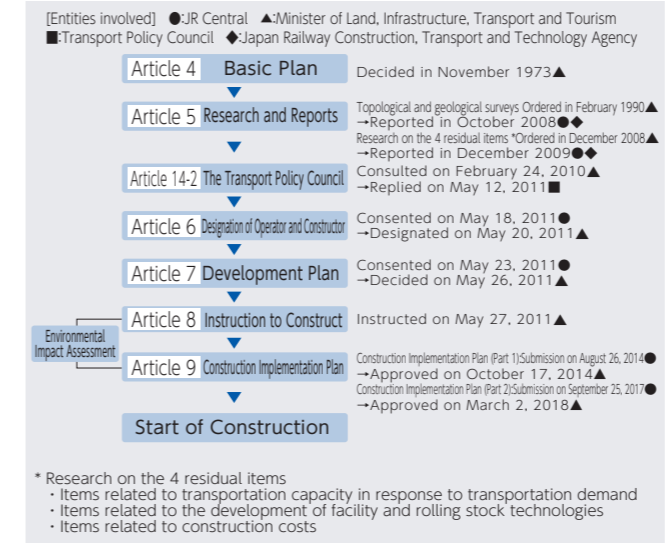 [Entities involved] ●:JR Central ▲:Minister of Land, Infrastructure, Transport and Tourism
■:Transport Policy Council ◆:Japan Railway Construction, Transport and Technology Agency
Article 4 Basic Plan Decided in November 1973▲
Article 5 Research and Reports Topological and geological surveys Ordered in February 1990▲
→Reported in October 2008●◆
Research on the 4 residual items *Ordered in December 2008▲
→Reported in December 2009●◆
Article 14-2 The Transport Policy Council Consulted on February 24, 2010▲
→Replied on May 12, 2011■
Article 6 Designation of Operator and Constructor Consented on May 18, 2011●
→Designated on May 20, 2011▲
Article 7 Development Plan Consented on May 23, 2011●
→Decided on May 26, 2011▲
Article 8 Instruction to Construct Instructed on May 27, 2011▲
Environmental
Impact Assessment
Article 9 Construction Implementation Plan Construction Implementation Plan (Part 1):Submission on August 26, 2014●
→Approved on October 17, 2014▲
Construction Implementation Plan (Part 2):Submission on September 25, 2017●
→Approved on March 2, 2018▲
Start of Construction
* Research on the 4 residual items
・Items related to transportation capacity in response to transportation demand
・Items related to the development of facility and rolling stock technologies
・Items related to construction costs